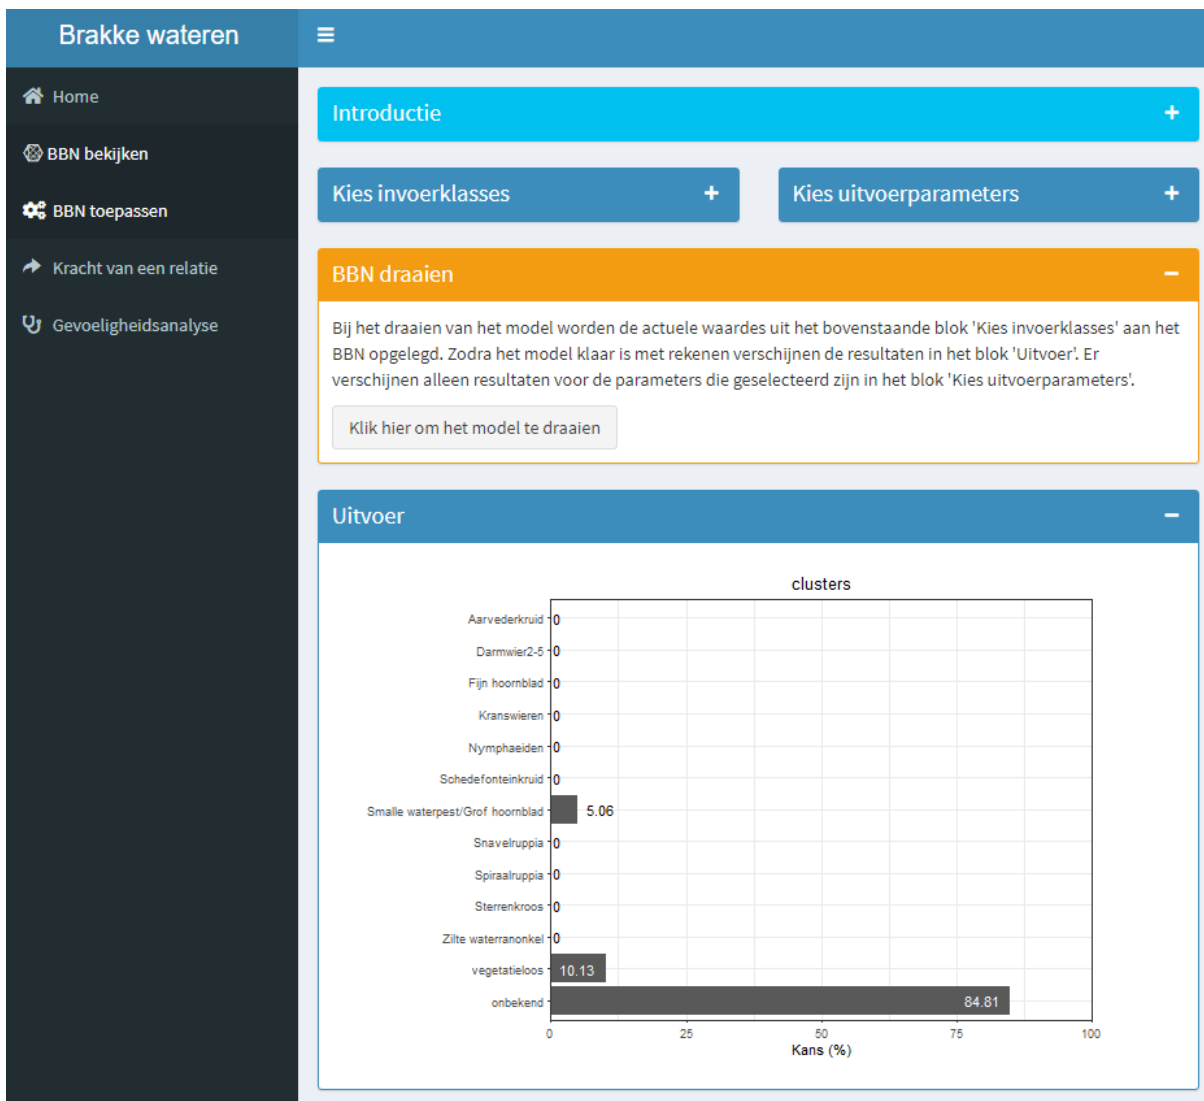 Brakke wateren
Home
BBN bekijken
BBN toepassen
Kracht van een relatie
Gevoeligheidsanalyse
Introductie
Kies invoerklasses
Kies uitvoerparameters
BBN draaien
Bij het draaien van het model worden de actuele waardes uit het bovenstaande blok 'Kies invoerklasses' aan het
BBN opgelegd. Zodra het model klaar is met rekenen verschijnen de resultaten in het blok 'Uitvoer'. Er
verschijnen alleen resultaten voor de parameters die geselecteerd zijn in het blok 'Kies uitvoerparameters'.
Klik hier om het model te draaien
Uitvoer
clusters
Aarvederkruid 0
Darmwier2-5 0
Fijn hoornblad 0
Kranswieren 0
Nymphaeiden 0
Schedefonteinkruid 0
Smalle waterpest/Grof hoornblad 5.06
Snavelruppia 0
Spiraalruppia 0
Sterrenkroos 0
Zilte waterranonkel 0
vegetatieloos 10.13
onbekend 84.81
0 25 50 75 100
Kans (%)